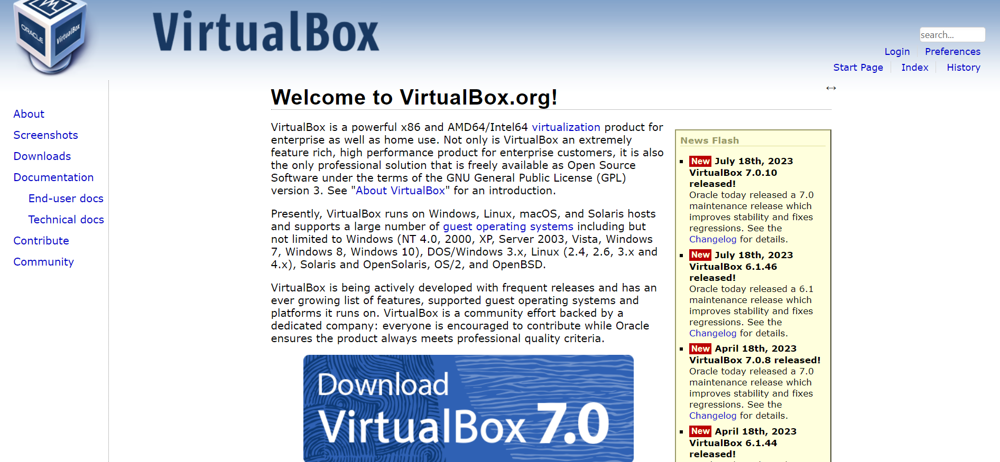 ORACLE
VirtualBox
VirtualBox
search...
Login
Preferences
Start Page
Index
History
About
Screenshots
Downloads
Documentation
End-user docs
Technical docs
Contribute
Community
Welcome to VirtualBox.org!
VirtualBox is a powerful x86 and AMD64/Intel64 virtualization product for
enterprise as well as home use. Not only is VirtualBox an extremely
feature rich, high performance product for enterprise customers, it is also
the only professional solution that is freely available as Open Source
Software under the terms of the GNU General Public License (GPL)
version 3. See "About VirtualBox" for an introduction.
Presently, VirtualBox runs on Windows, Linux, macOS, and Solaris hosts
and supports a large number of guest operating systems including but
not limited to Windows (NT 4.0, 2000, XP, Server 2003, Vista, Windows
7, Windows 8, Windows 10), DOS/Windows 3.x, Linux (2.4, 2.6, 3.x and
4.x), Solaris and OpenSolaris, OS/2, and OpenBSD.
VirtualBox is being actively developed with frequent releases and has an
ever growing list of features, supported guest operating systems and
platforms it runs on. VirtualBox is a community effort backed by a
dedicated company: everyone is encouraged to contribute while Oracle
ensures the product always meets professional quality criteria.
Download
VirtualBox 7.0
News Flash
New July 18th, 2023
VirtualBox 7.0.10
released!
Oracle today released a 7.0
maintenance release which
improves stability and fixes
regressions. See the
Changelog for details.
New July 18th, 2023
VirtualBox 6.1.46
released!
Oracle today released a 6.1
maintenance release which
improves stability and fixes
regressions. See the
Changelog for details.
New April 18th, 2023
VirtualBox 7.0.8 released!
Oracle today released a 7.0
maintenance release which
improves stability and fixes
regressions. See the
Changelog for details.
New April 18th, 2023
VirtualBox 6.1.44
released!